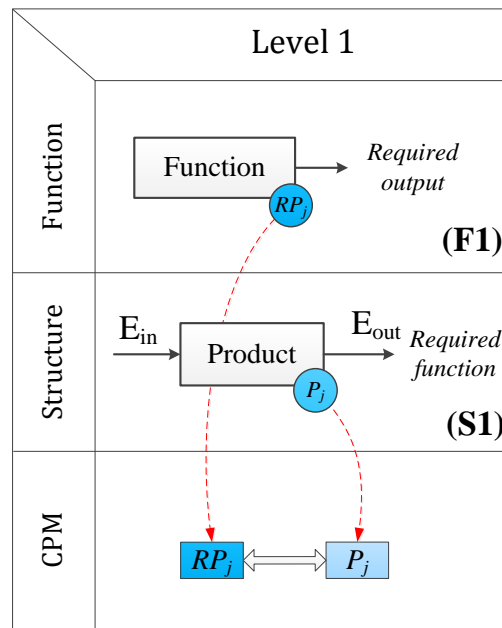 Level 1
Function
Function
Required
output
RPj
(F1)
Structure
Ein
Eout
Product
Required
function
Pj
(S1)
CPM
RPj
Pj